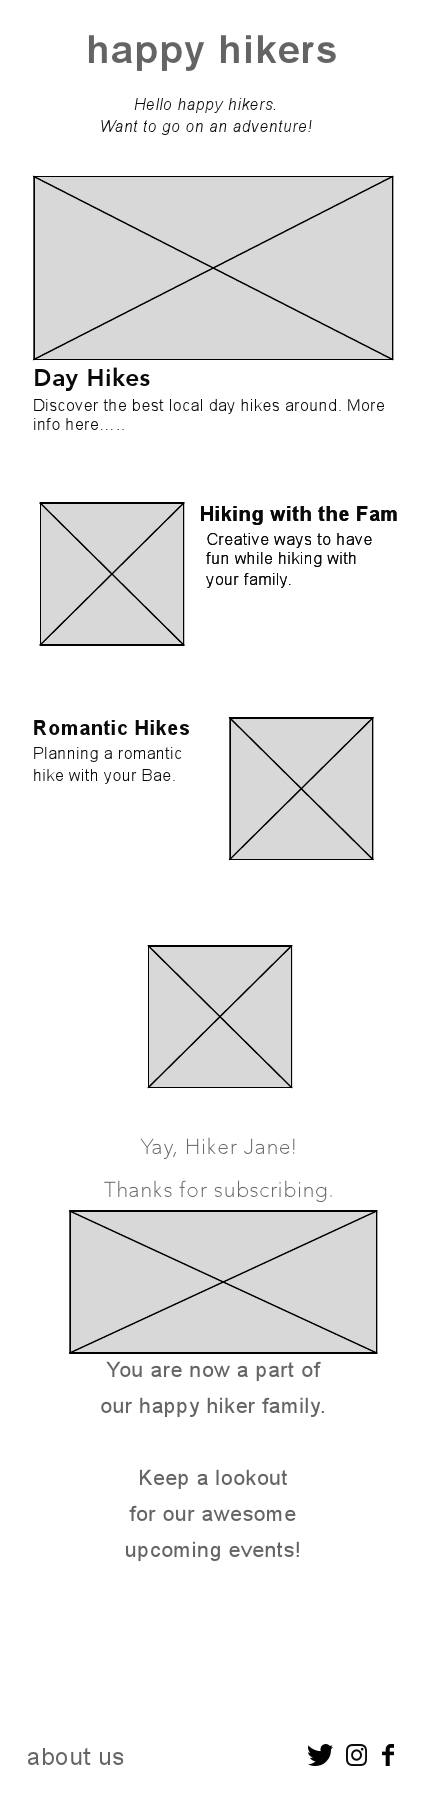 happy hikers
Hello happy hikers.
Want to go on an adventure!
Day Hikes
Discover the best local day hikes around. More
info here.....
Hiking with the Fam
Creative ways to have
fun while hiking with
your family.
Romantic Hikes
Planning a romantic
hike with your Bae.
Yay, Hiker Jane!
Thanks for subscribing.
You are now a part of
our happy hiker family.
Keep a lookout
for our awesome
upcoming events!
about us